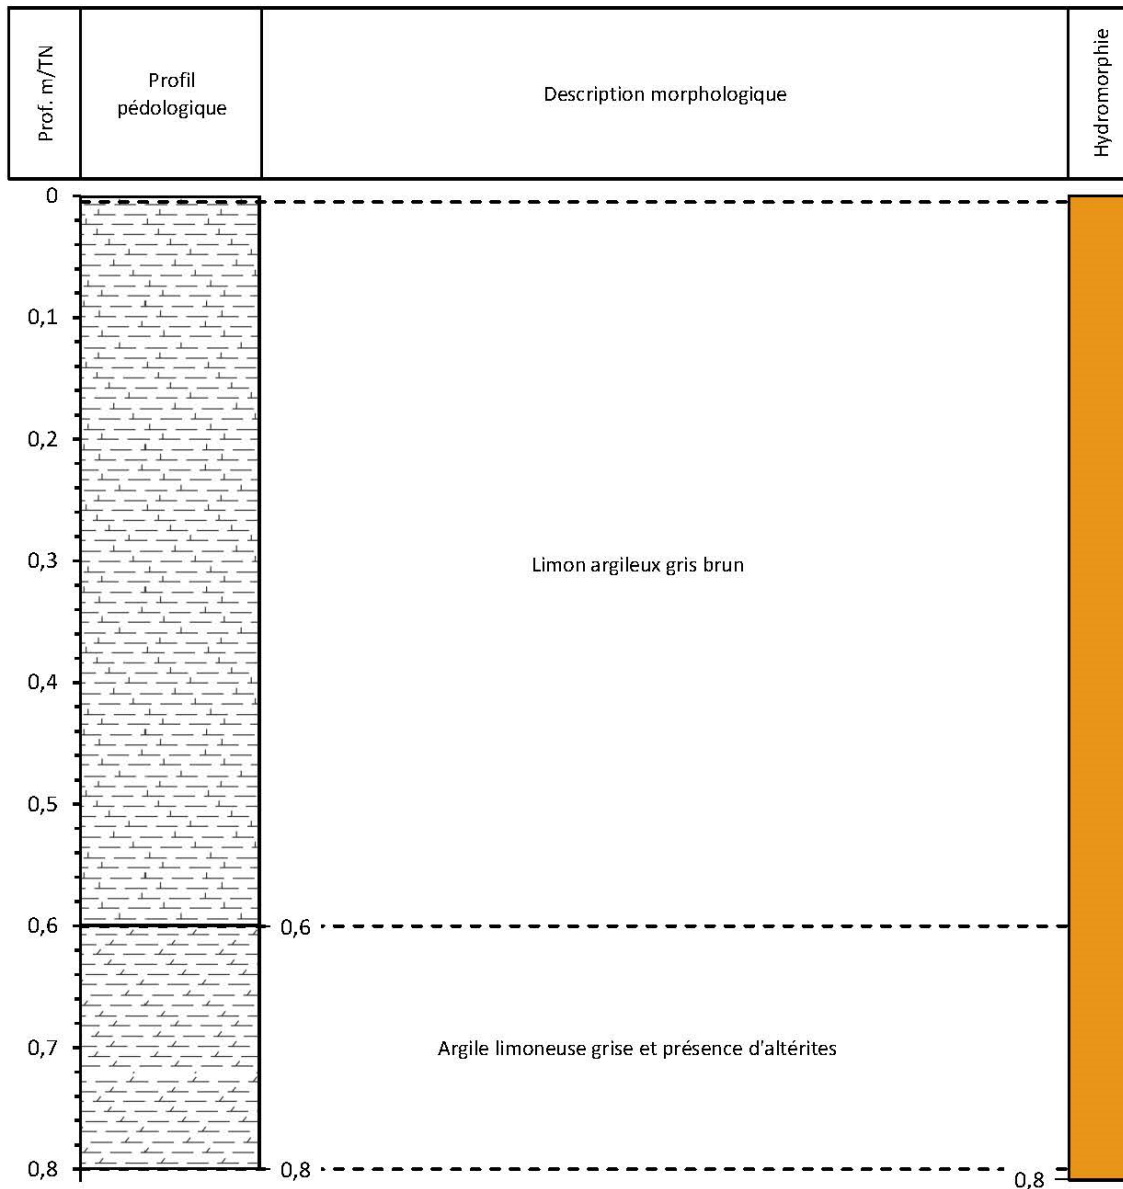 Prof. m/TN
Profil
pédologique
Description morphologique
Hydromorphie
0
0,1
0,2
0,3
Limon argileux gris brun
0,4
0,5
0,6
0,6
0,7
Argile limoneuse grise et présence d'altérites
0,8
0,8
0,8